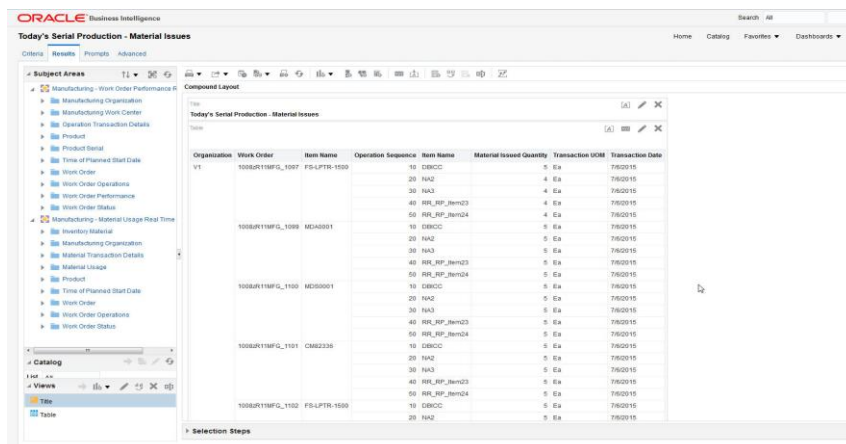 ORACLE Business Intelligence
Search All
Today's Serial Production - Material Issues
Home Catalog Favorites Dashboards
Criteria Results Prompts Advanced
Subject Areas
Manufacturing - Work Order Performance R
Manufacturing Organization
Manufacturing Work Center
Operation Transaction Details
Product
Product Serial
Time of Planned Start Date
Work Order
Work Order Operations
Work Order Performance
Work Order Status
Manufacturing - Material Usage Real Time
Inventory Material
Manufacturing Organization
Material Transaction Details
Material Usage
Product
Time of Planned Start Date
Work Order
Work Order Operations
Work Order Status
Catalog
List All
Views
Title
Table
Compound Layout
Title
Today's Serial Production - Material Issues
Table
Organization Work Order Item Name Operation Sequence Item Name Material Issued Quantity Transaction UOM Transaction Date
V1 1008zR11MFG_1097 FS-LPTR-1500 10 DBICC 5 Ea 7/6/2015
20 NA2 4 Ea 7/6/2015
30 NA3 4 Ea 7/6/2015
40 RR_RP_Item23 4 Ea 7/6/2015
50 RR_RP_Item24 4 Ea 7/6/2015
1008zR11MFG_1099 MDA0001 10 DBICC 5 Ea 7/6/2015
20 NA2 5 Ea 7/6/2015
30 NA3 5 Ea 7/6/2015
40 RR_RP_Item23 5 Ea 7/6/2015
50 RR_RP_Item24 5 Ea 7/6/2015
1008zR11MFG_1100 MDS0001 10 DBICC 5 Ea 7/6/2015
20 NA2 5 Ea 7/6/2015
30 NA3 5 Ea 7/6/2015
40 RR_RP_Item23 5 Ea 7/6/2015
50 RR_RP_Item24 5 Ea 7/6/2015
1008zR11MFG_1101 CM62336 10 DBICC 5 Ea 7/6/2015
20 NA2 5 Ea 7/6/2015
30 NA3 5 Ea 7/6/2015
40 RR_RP_Item23 5 Ea 7/6/2015
50 RR_RP_Item24 5 Ea 7/6/2015
1008zR11MFG_1102 FS-LPTR-1500 10 DBICC 5 Ea 7/6/2015
20 NA2 5 Ea 7/6/2015
Selection Steps